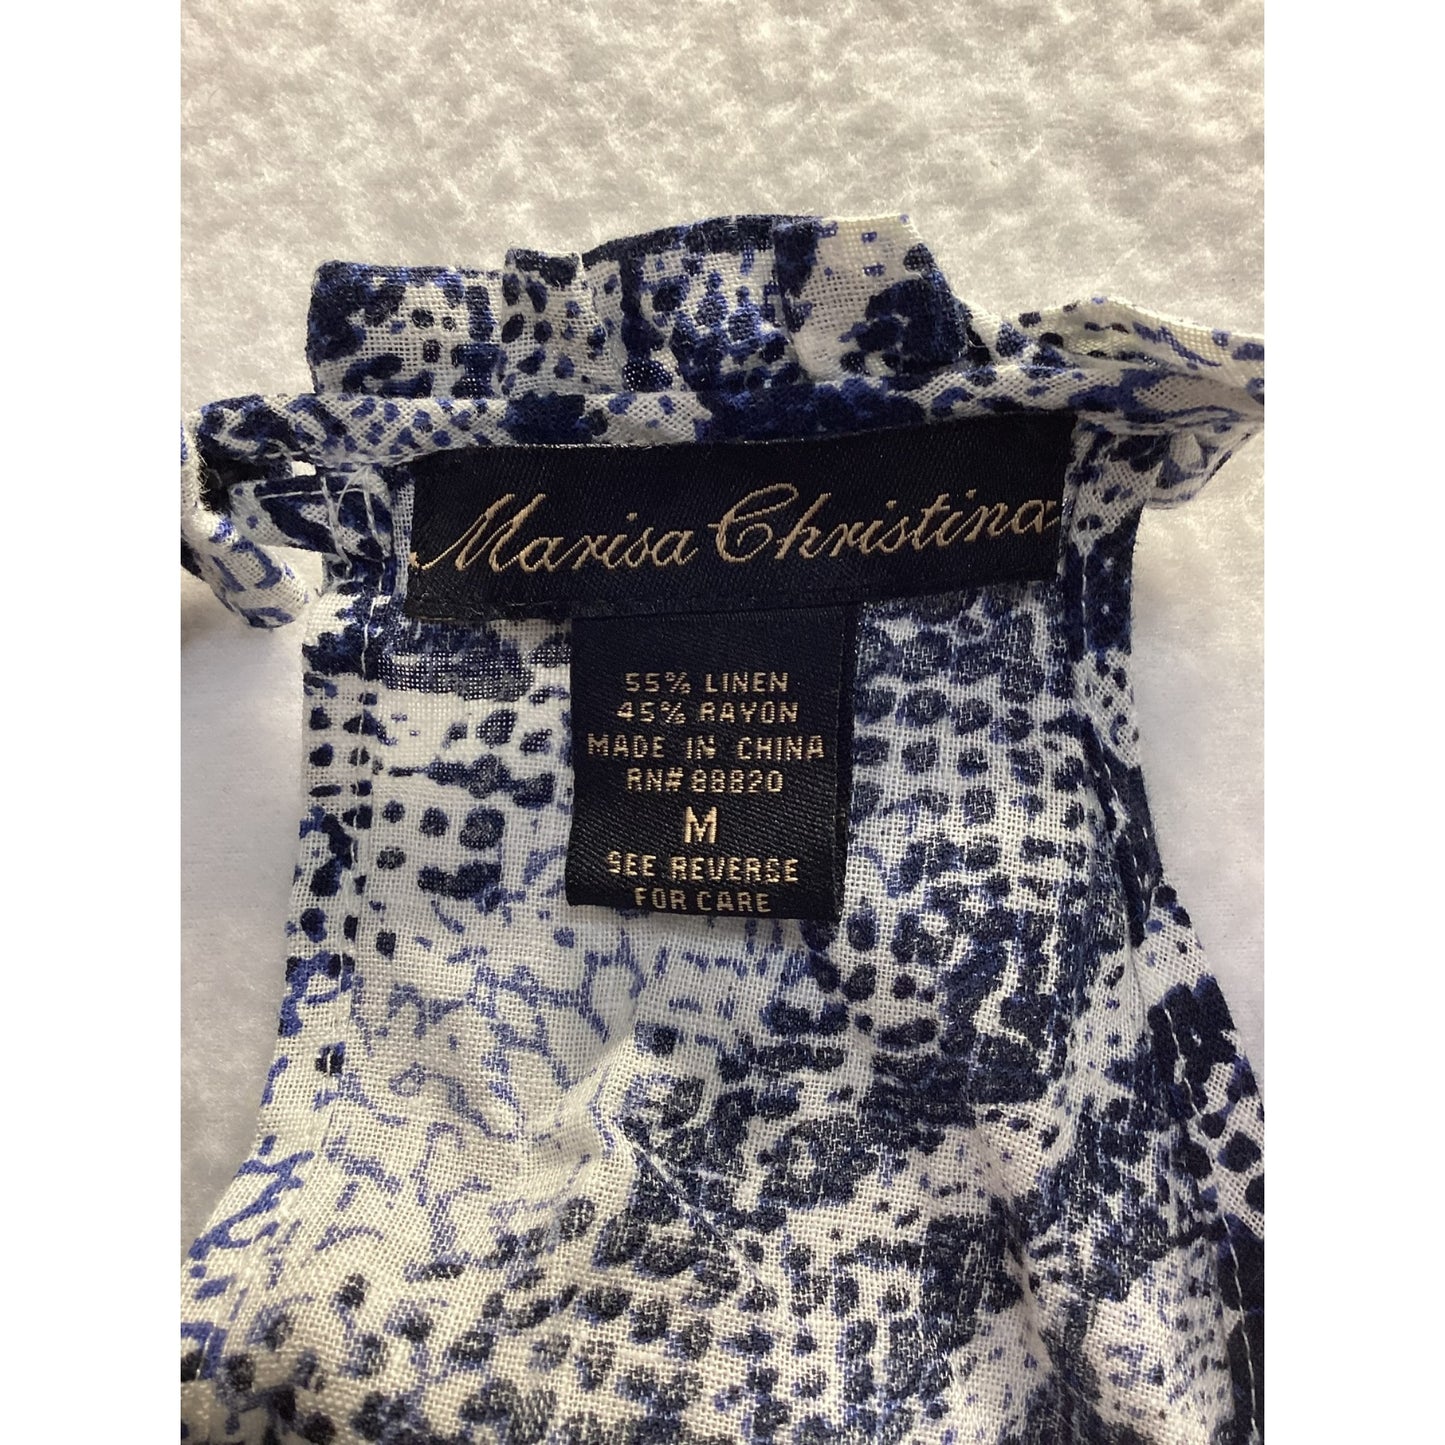 Marisa Christina
55% LINEN
45% RAYON
MADE IN CHINA
RN# 88820
M
SEE REVERSE
FOR CARE